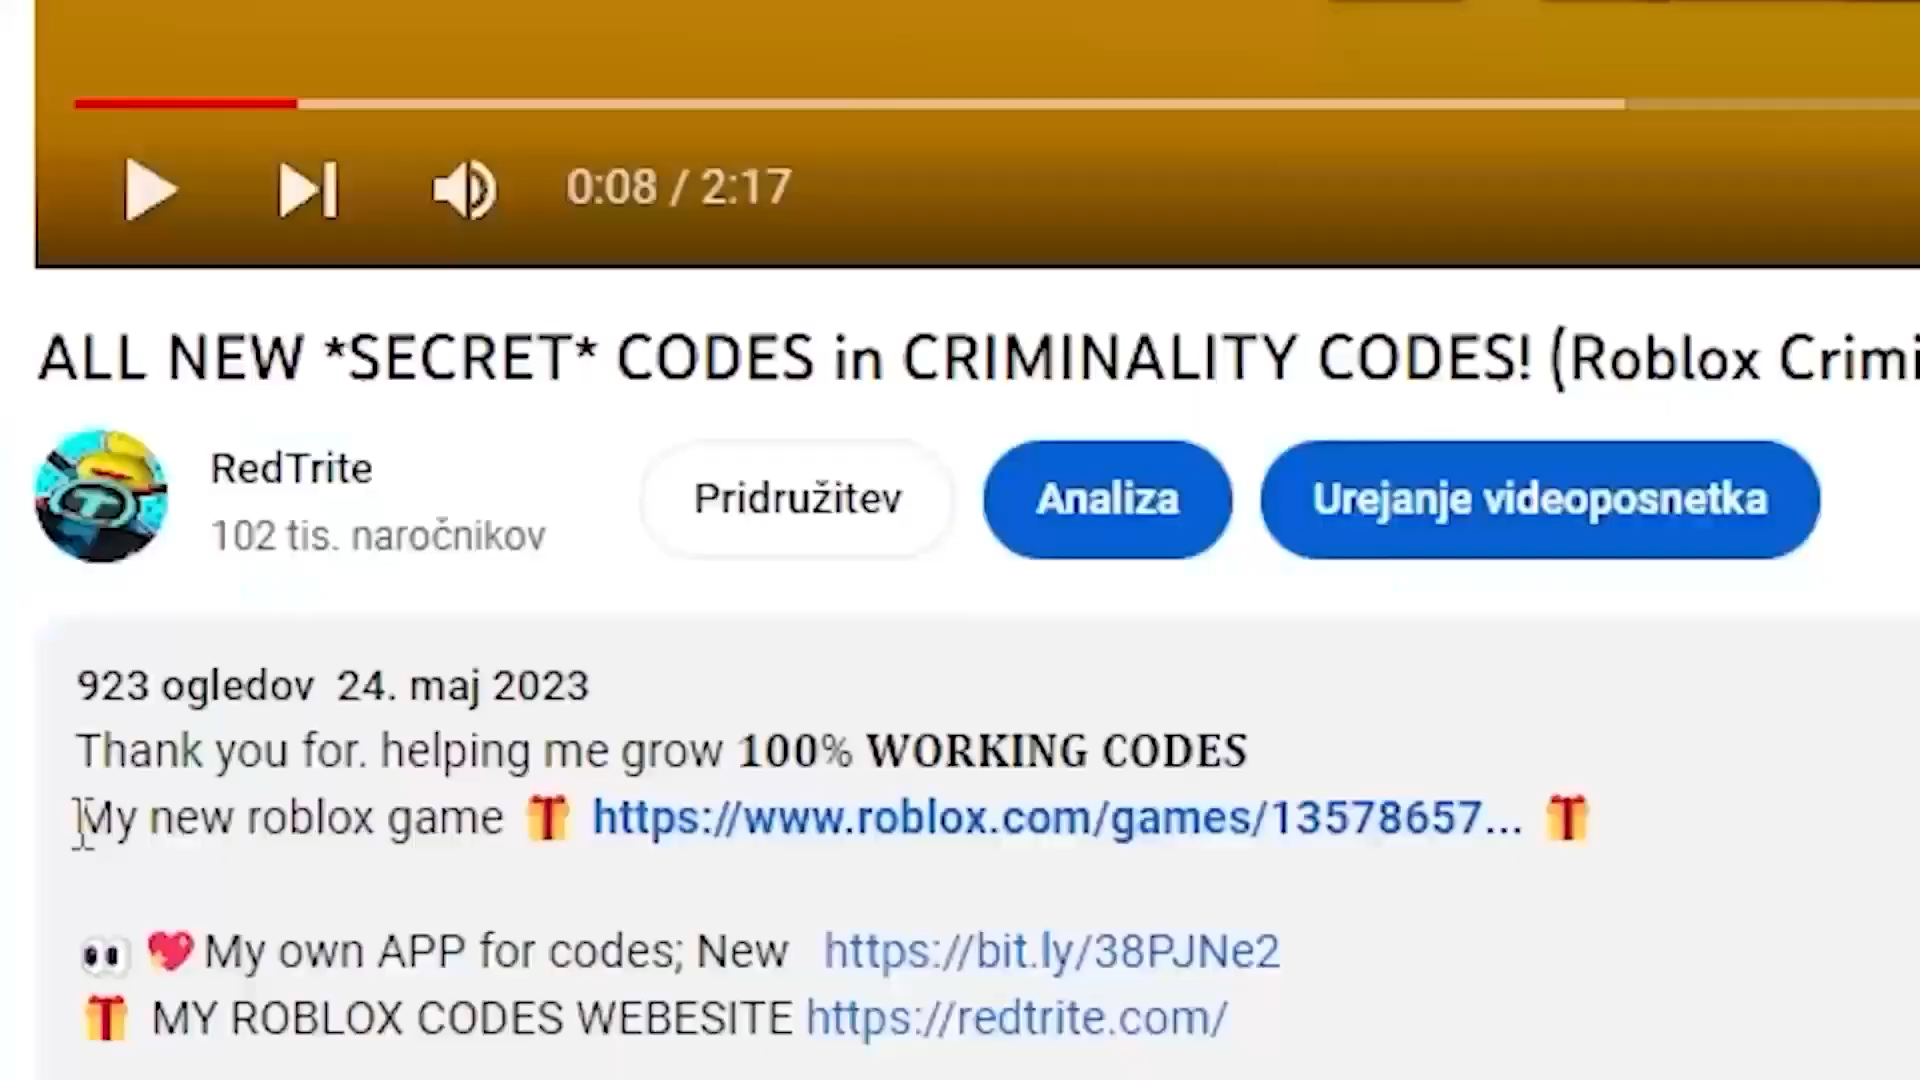 0:08 / 2:17
ALL NEW *SECRET* CODES in CRIMINALITY CODES! (Roblox Crimi
RedTrite
102 tis. naročnikov
Pridružitev
Analiza
Urejanje videoposnetka
923 ogledov 24. maj 2023
Thank you for. helping me grow 100% WORKING CODES
My new roblox game 🎁 https://www.roblox.com/games/13578657... 🎁
👀 💖 My own APP for codes; New https://bit.ly/38PJNe2
🎁 MY ROBLOX CODES WEBESITE https://redtrite.com/